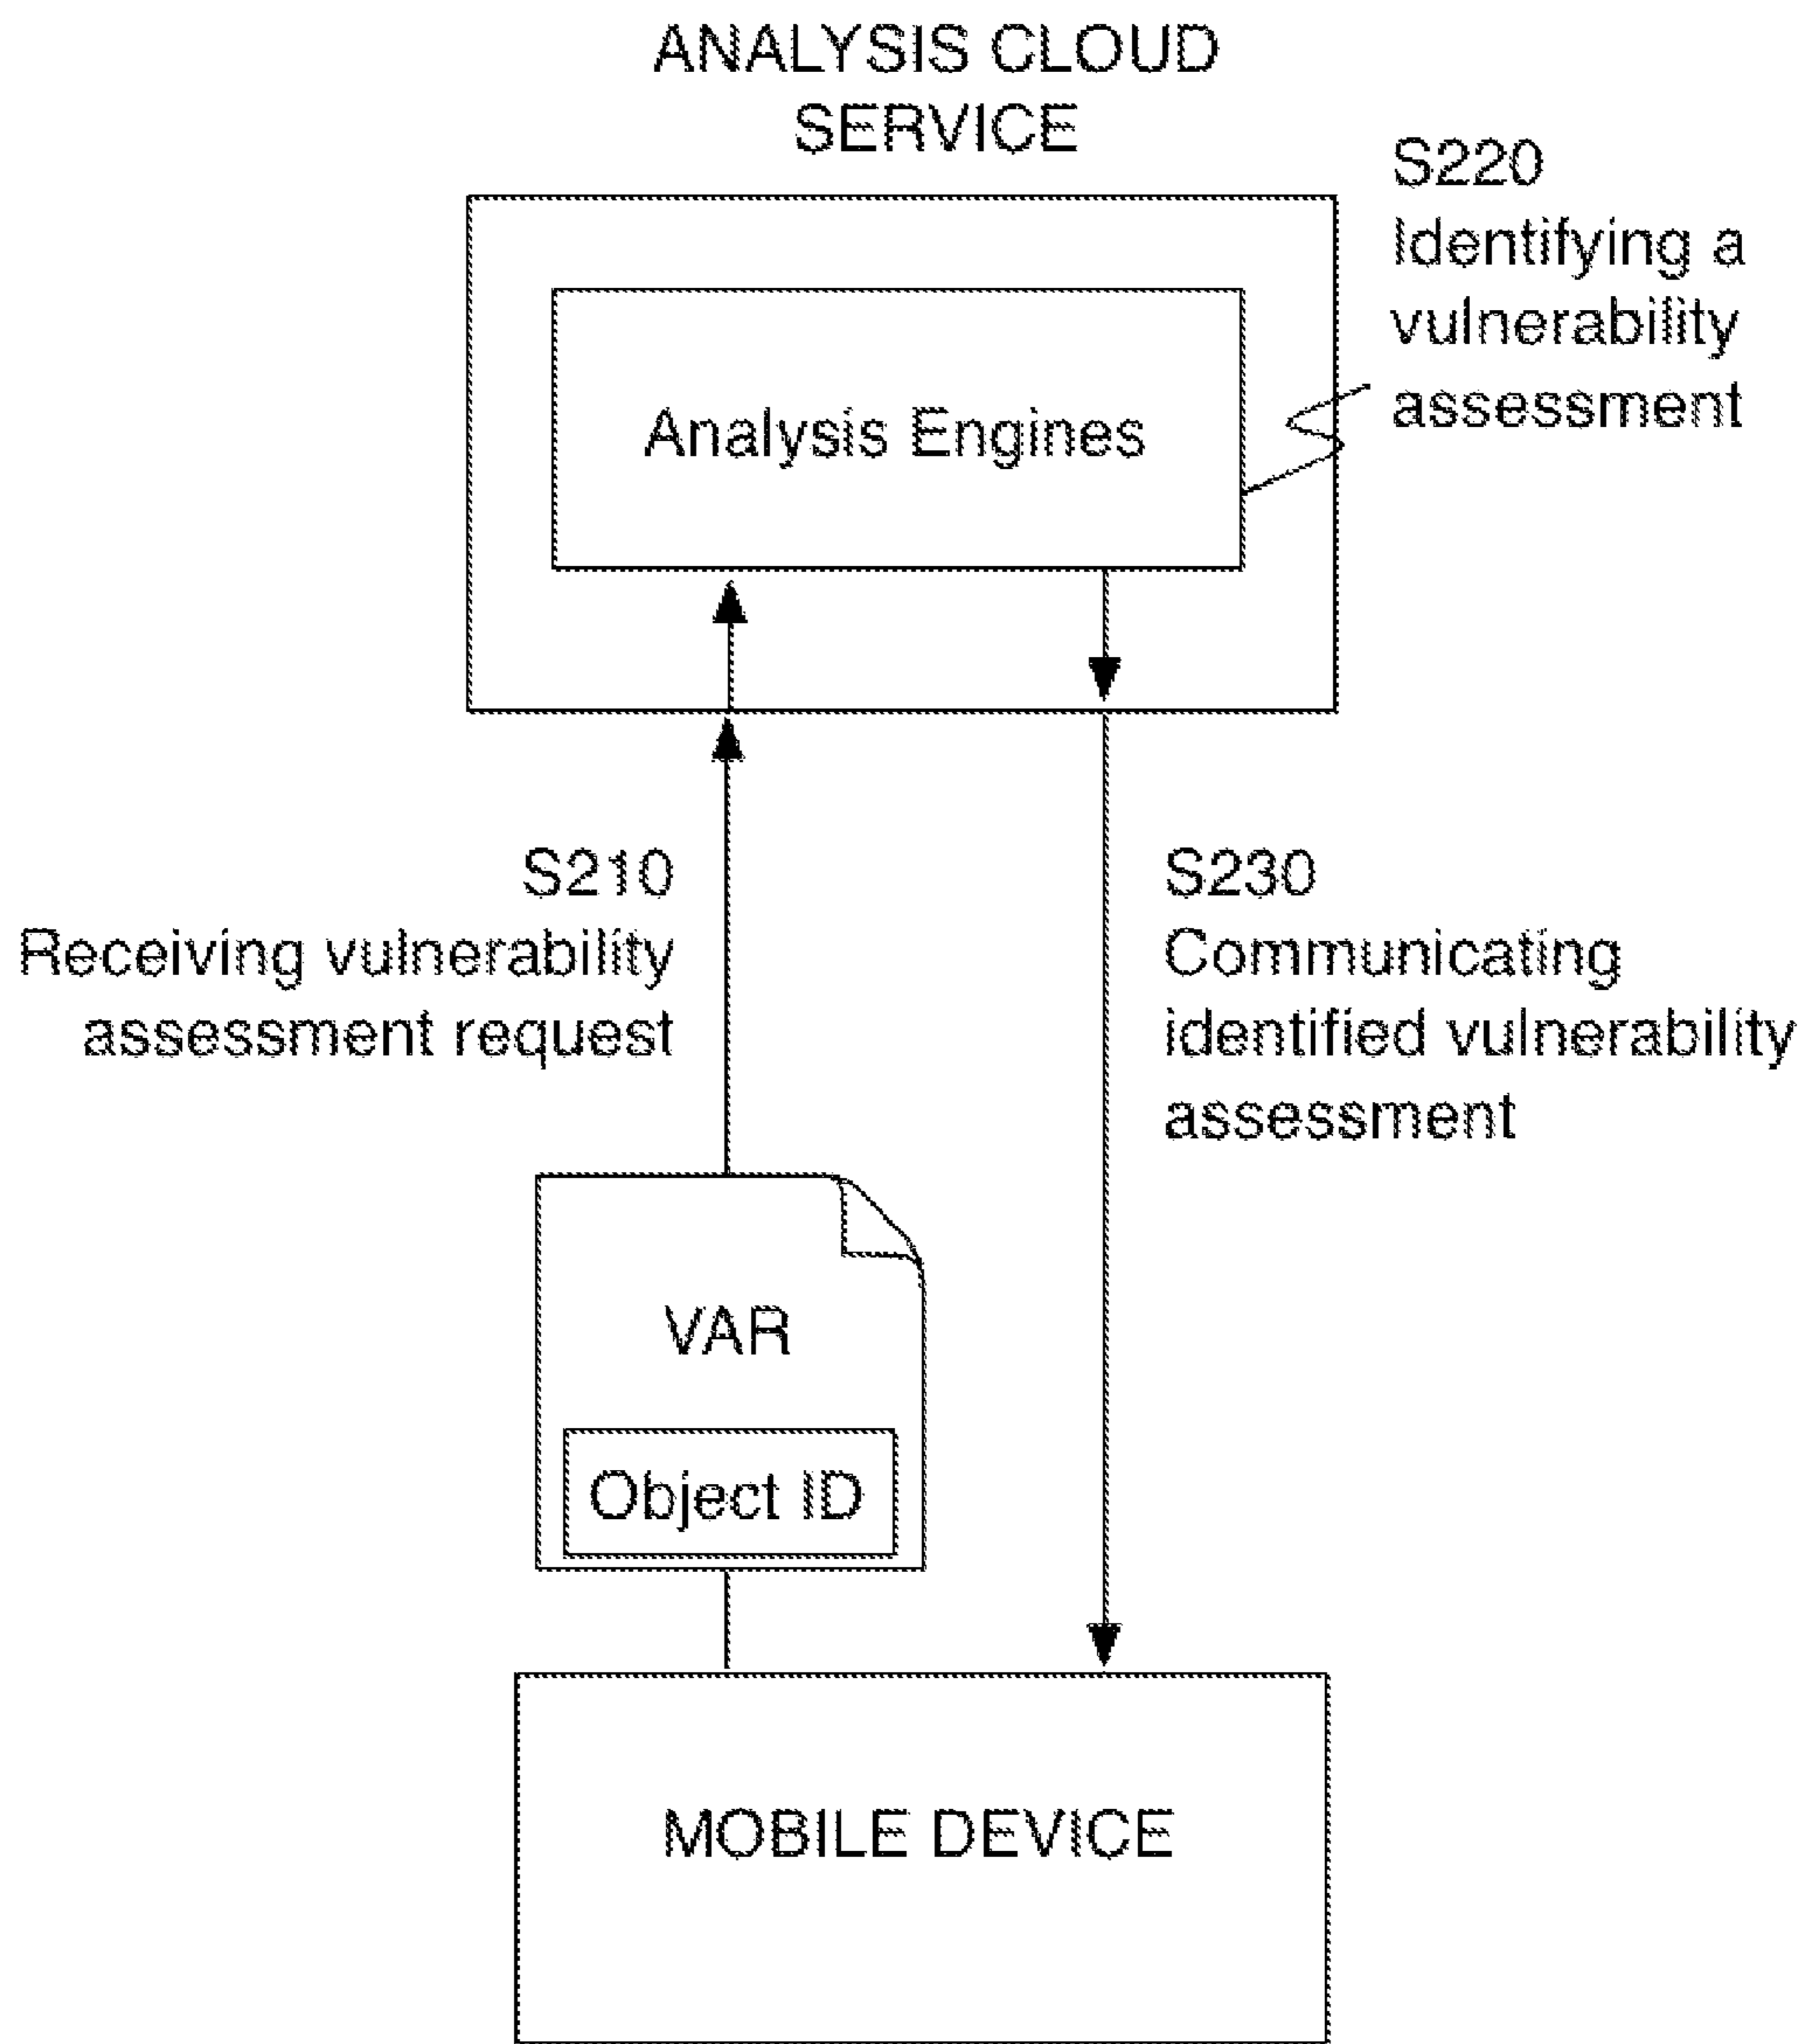 ANALYSIS CLOUD
SERVICE
S220
Identifying a
vulnerability
assessment
Analysis Engines
S210
Receiving vulnerability
assessment request
S230
Communicating
identified vulnerability
assessment
VAR
Object ID
MOBILE DEVICE